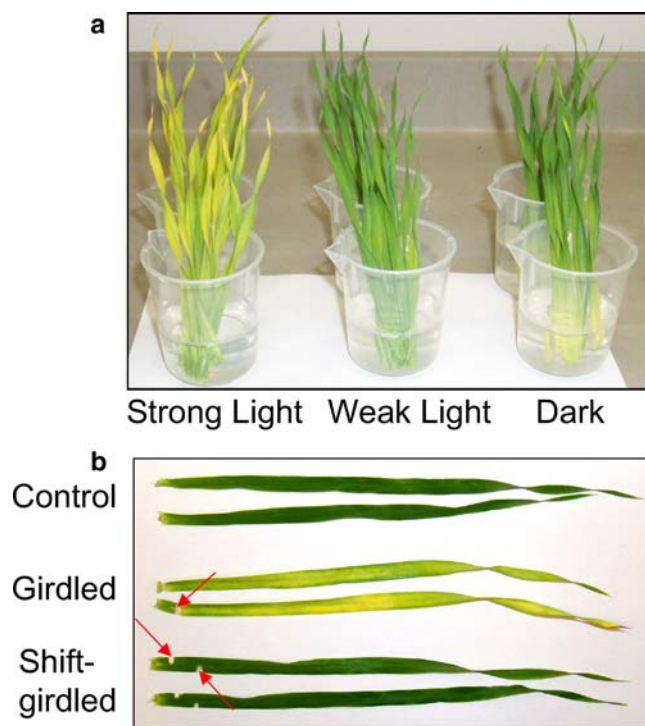 a
Strong Light Weak Light Dark
b
Control
Girdled
Shift-
girdled